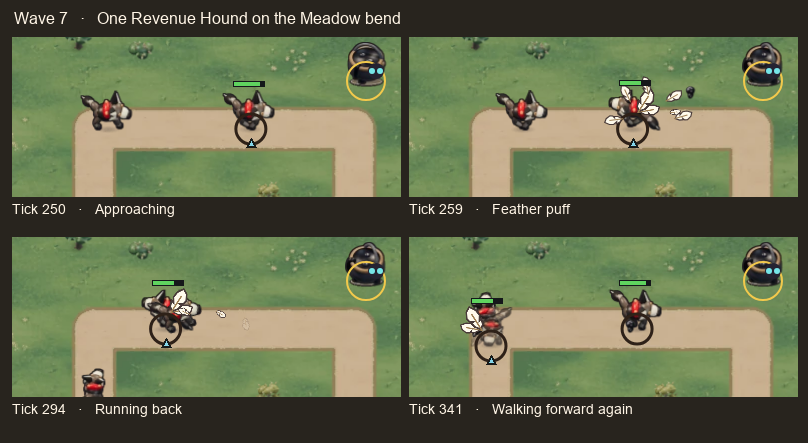 Wave 7 · One Revenue Hound on the Meadow bend
Tick 250 · Approaching
Tick 259 · Feather puff
Tick 294 · Running back
Tick 341 · Walking forward again